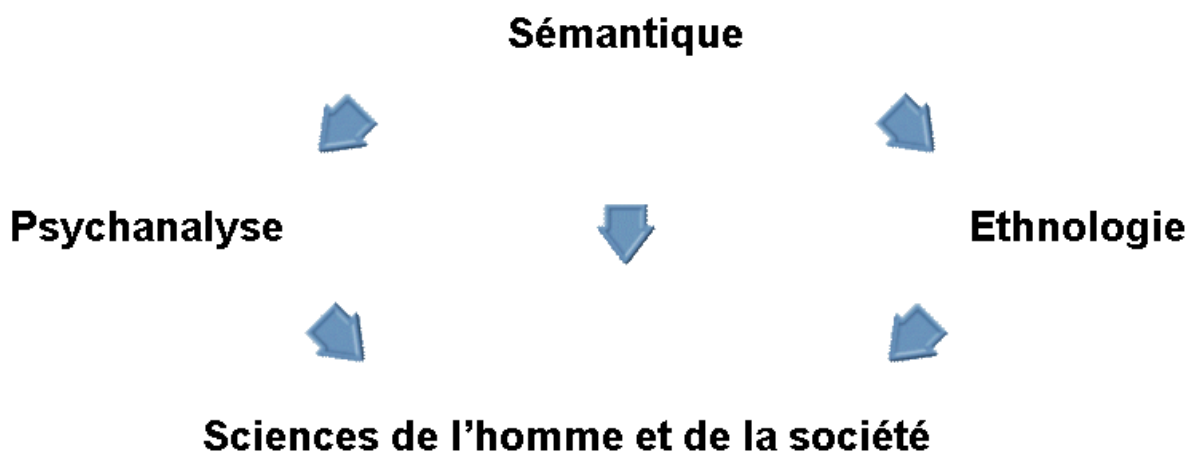 Sémantique
Psychanalyse
Ethnologie
Sciences de l’homme et de la société